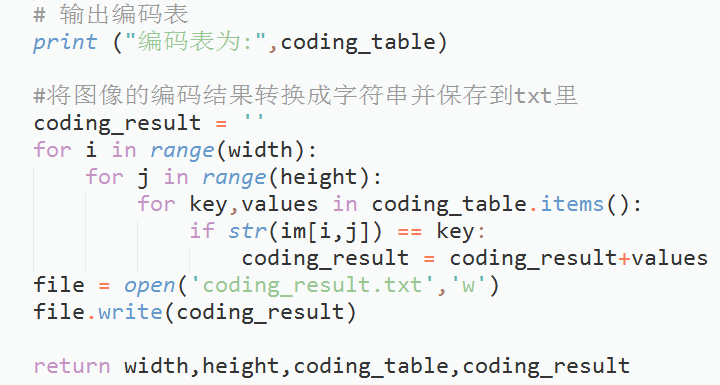 # 输出编码表
print ("编码表为:",coding_table)
#将图像的编码结果转换成字符串并保存到txt里
coding_result = ''
for i in range(width):
    for j in range(height):
        for key,values in coding_table.items():
            if str(im[i,j]) == key:
                coding_result = coding_result+values
file = open('coding_result.txt','w')
file.write(coding_result)
return width,height,coding_table,coding_result